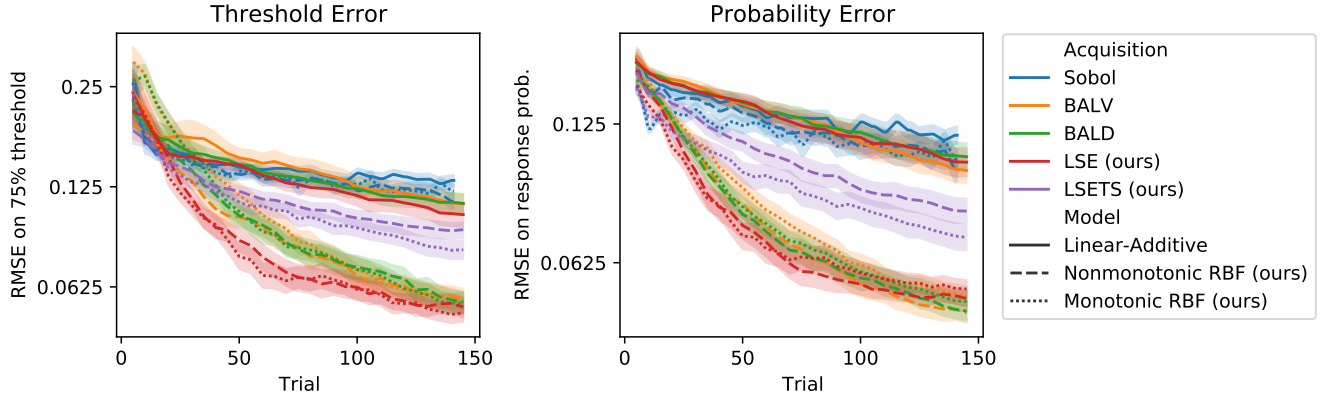 Threshold Error
RMSE on 75% threshold
0.25
0.125
0.0625
0
50
100
150
Trial
Probability Error
RMSE on response prob.
0.125
0.0625
0
50
100
150
Trial
Acquisition
Sobol
BALV
BALD
LSE (ours)
LSETS (ours)
Model
Linear-Additive
Nonmonotonic RBF (ours)
Monotonic RBF (ours)